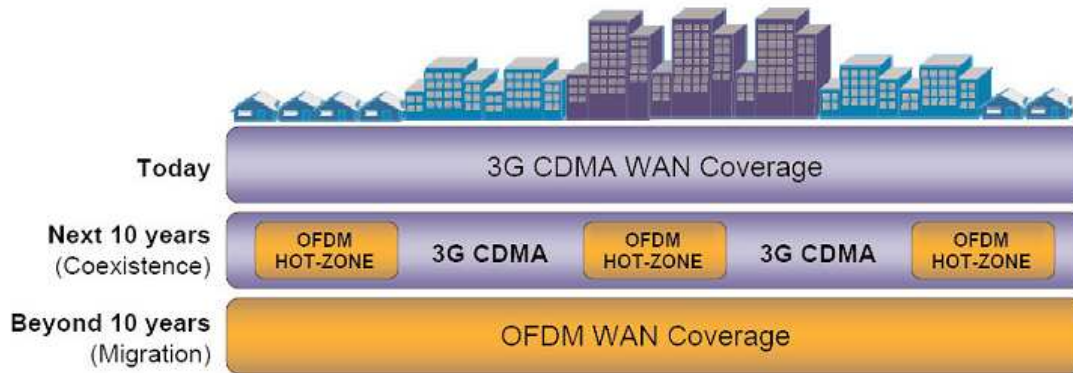 Today
3G CDMA WAN Coverage
Next 10 years
(Coexistence)
OFDM
HOT-ZONE
3G CDMA
OFDM
HOT-ZONE
3G CDMA
OFDM
HOT-ZONE
Beyond 10 years
(Migration)
OFDM WAN Coverage